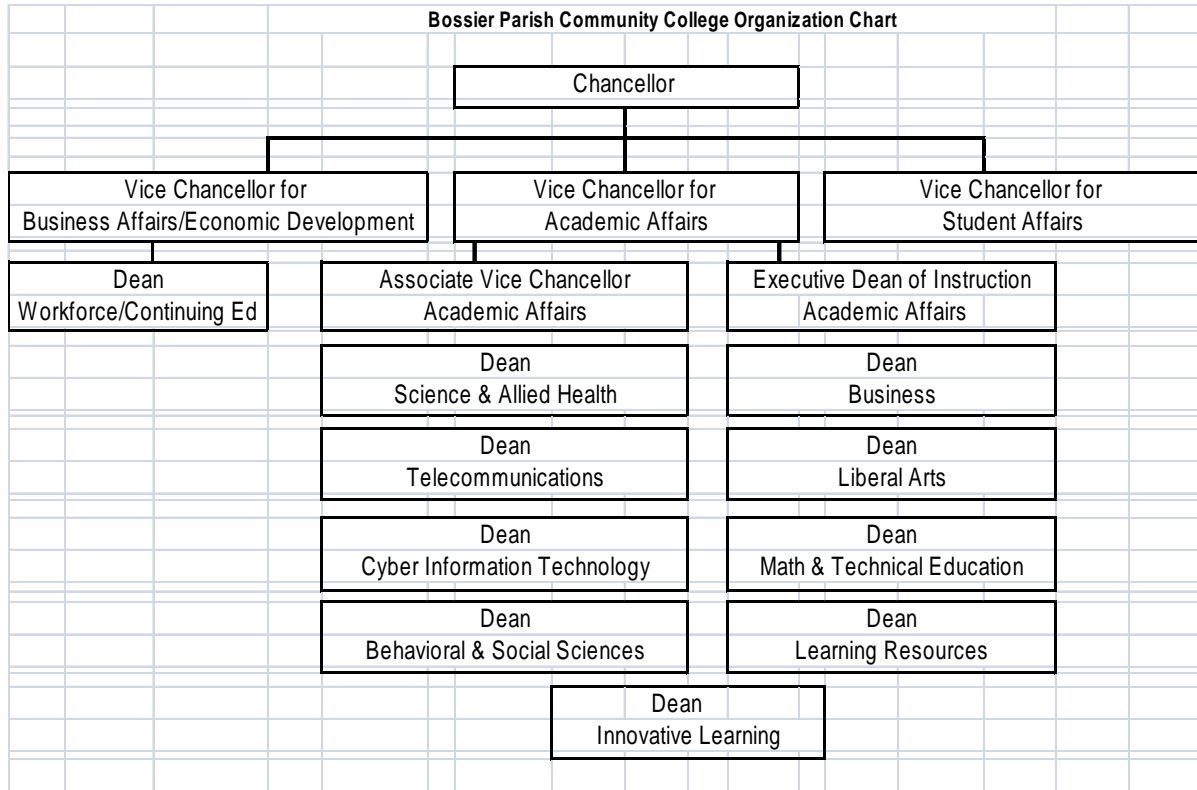 Bossier Parish Community College Organization Chart
Chancellor
Vice Chancellor for
Business Affairs/Economic Development
Vice Chancellor for
Academic Affairs
Vice Chancellor for
Student Affairs
Dean
Workforce/Continuing Ed
Associate Vice Chancellor
Academic Affairs
Executive Dean of Instruction
Academic Affairs
Dean
Science & Allied Health
Dean
Business
Dean
Telecommunications
Dean
Liberal Arts
Dean
Cyber Information Technology
Dean
Math & Technical Education
Dean
Behavioral & Social Sciences
Dean
Learning Resources
Dean
Innovative Learning